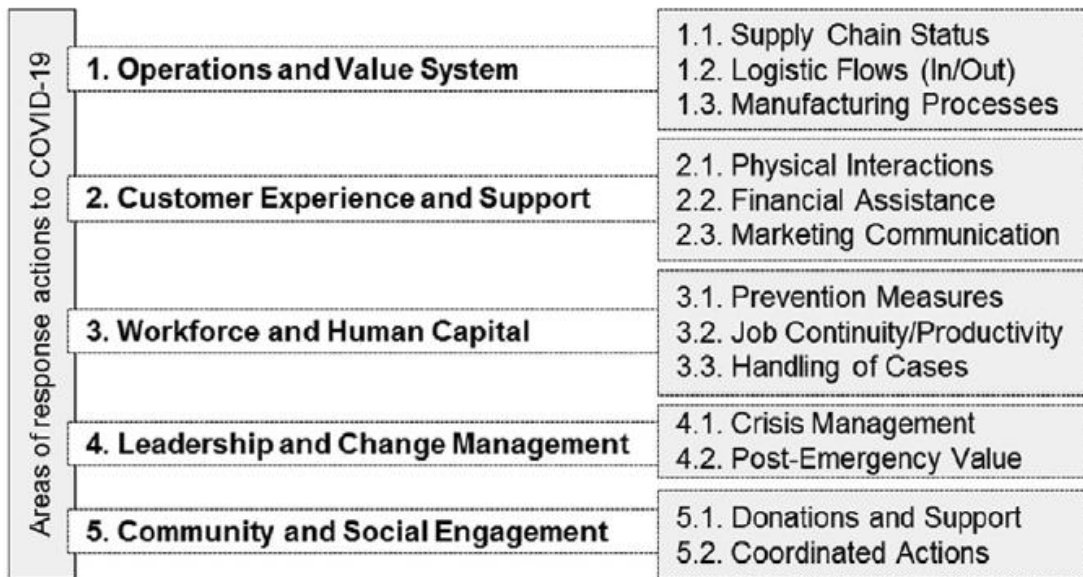 Areas of response actions to COVID-19
1. Operations and Value System
1.1. Supply Chain Status
1.2. Logistic Flows (In/Out)
1.3. Manufacturing Processes
2. Customer Experience and Support
2.1. Physical Interactions
2.2. Financial Assistance
2.3. Marketing Communication
3. Workforce and Human Capital
3.1. Prevention Measures
3.2. Job Continuity/Productivity
3.3. Handling of Cases
4. Leadership and Change Management
4.1. Crisis Management
4.2. Post-Emergency Value
5. Community and Social Engagement
5.1. Donations and Support
5.2. Coordinated Actions